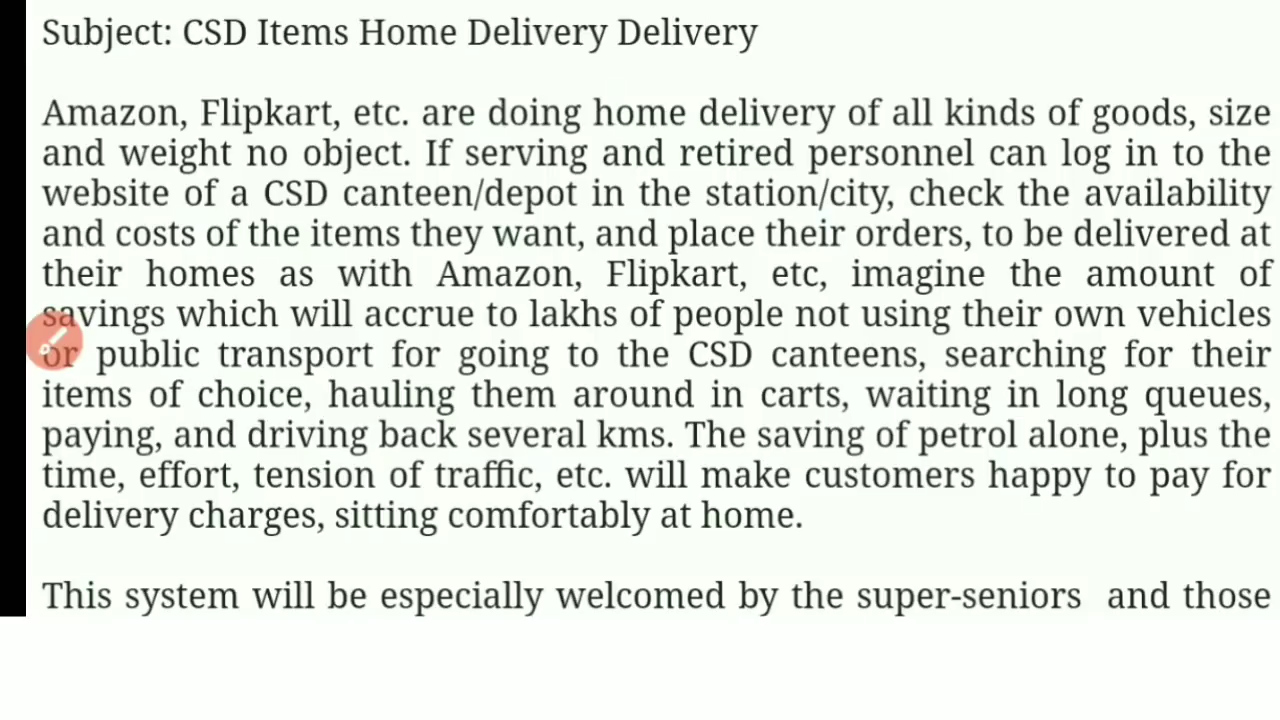 Subject: CSD Items Home Delivery Delivery
Amazon, Flipkart, etc. are doing home delivery of all kinds of goods, size
and weight no object. If serving and retired personnel can log in to the
website of a CSD canteen/depot in the station/city, check the availability
and costs of the items they want, and place their orders, to be delivered at
their homes as with Amazon, Flipkart, etc, imagine the amount of
savings which will accrue to lakhs of people not using their own vehicles
or public transport for going to the CSD canteens, searching for their
items of choice, hauling them around in carts, waiting in long queues,
paying, and driving back several kms. The saving of petrol alone, plus the
time, effort, tension of traffic, etc. will make customers happy to pay for
delivery charges, sitting comfortably at home.
This system will be especially welcomed by the super-seniors and those